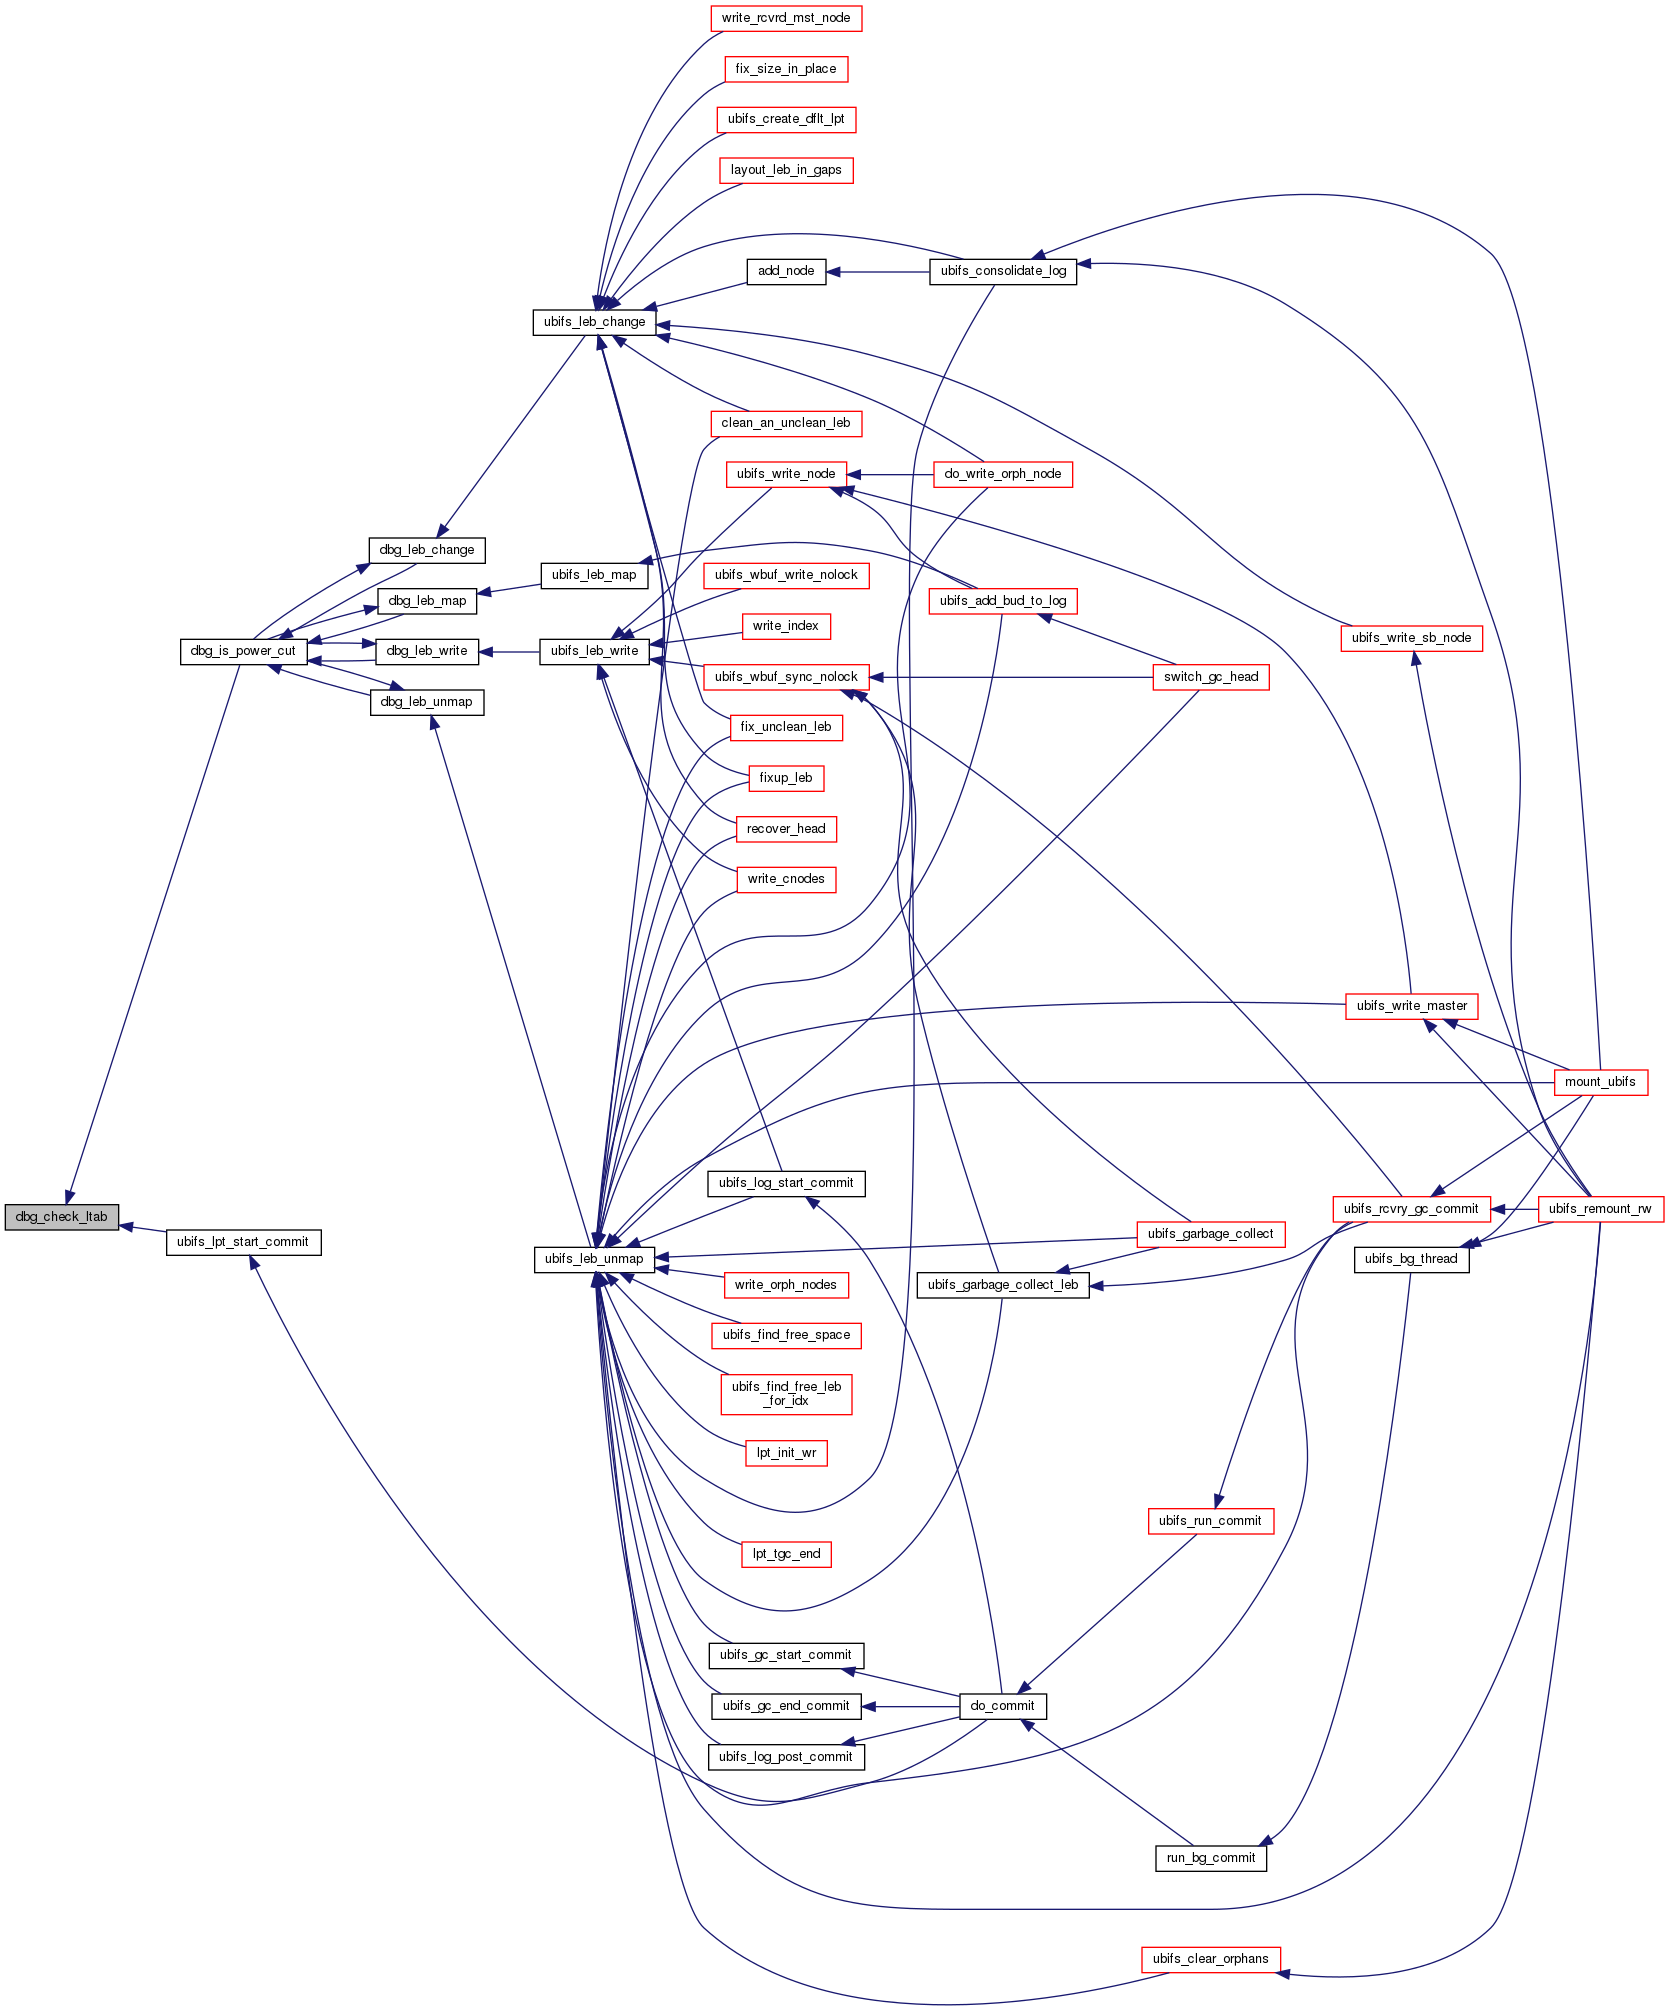 write_rcvrd_mst_node
fix_size_in_place
ubifs_create_dflt_lpt
layout_leb_in_gaps
add_node
ubifs_consolidate_log
ubifs_leb_change
clean_an_unclean_leb
ubifs_write_node
do_write_orph_node
dbg_leb_change
ubifs_leb_map
ubifs_wbuf_write_nolock
dbg_leb_map
ubifs_add_bud_to_log
write_index
ubifs_write_sb_node
dbg_is_power_cut
dbg_leb_write
ubifs_leb_write
ubifs_wbuf_sync_nolock
switch_gc_head
dbg_leb_unmap
fix_unclean_leb
fixup_leb
recover_head
write_cnodes
ubifs_write_master
mount_ubifs
ubifs_log_start_commit
dbg_check_ltab
ubifs_rcvry_gc_commit
ubifs_remount_rw
ubifs_lpt_start_commit
ubifs_garbage_collect
ubifs_leb_unmap
ubifs_bg_thread
write_orph_nodes
ubifs_garbage_collect_leb
ubifs_find_free_space
ubifs_find_free_leb
_for_idx
lpt_init_wr
ubifs_run_commit
lpt_tgc_end
ubifs_gc_start_commit
ubifs_gc_end_commit
do_commit
ubifs_log_post_commit
run_bg_commit
ubifs_clear_orphans